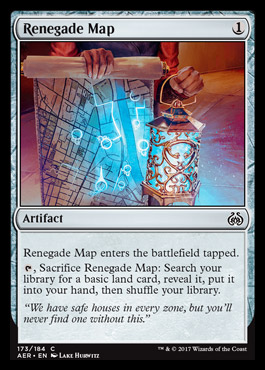 Renegade Map 1
Artifact
Renegade Map enters the battlefield tapped.
, Sacrifice Renegade Map: Search your
library for a basic land card, reveal it, put it
into your hand, then shuffle your library.
“We have safe houses in every zone, but you’ll
never find one without this.”
173/184 C
AER • EN Lake Hurwitz
™ & © 2017 Wizards of the Coast